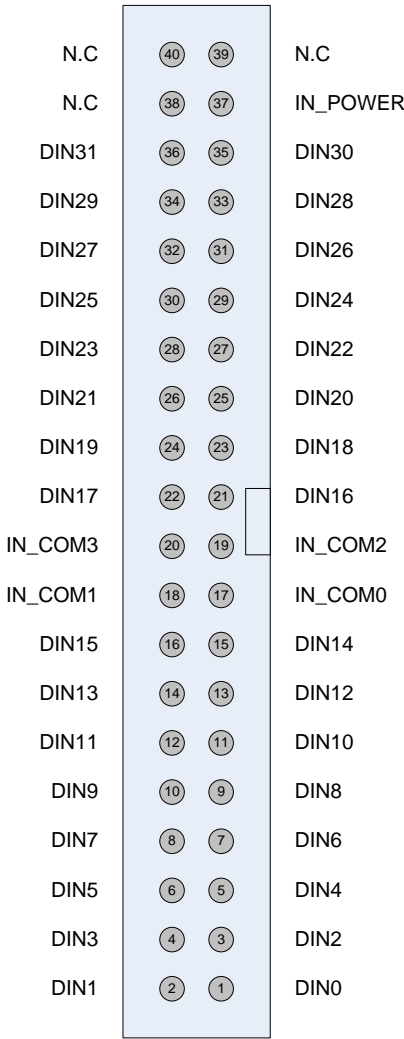 N.C 40 39 N.C
N.C 38 37 IN_POWER
DIN31 36 35 DIN30
DIN29 34 33 DIN28
DIN27 32 31 DIN26
DIN25 30 29 DIN24
DIN23 28 27 DIN22
DIN21 26 25 DIN20
DIN19 24 23 DIN18
DIN17 22 21 DIN16
IN_COM3 20 19 IN_COM2
IN_COM1 18 17 IN_COM0
DIN15 16 15 DIN14
DIN13 14 13 DIN12
DIN11 12 11 DIN10
DIN9 10 9 DIN8
DIN7 8 7 DIN6
DIN5 6 5 DIN4
DIN3 4 3 DIN2
DIN1 2 1 DIN0